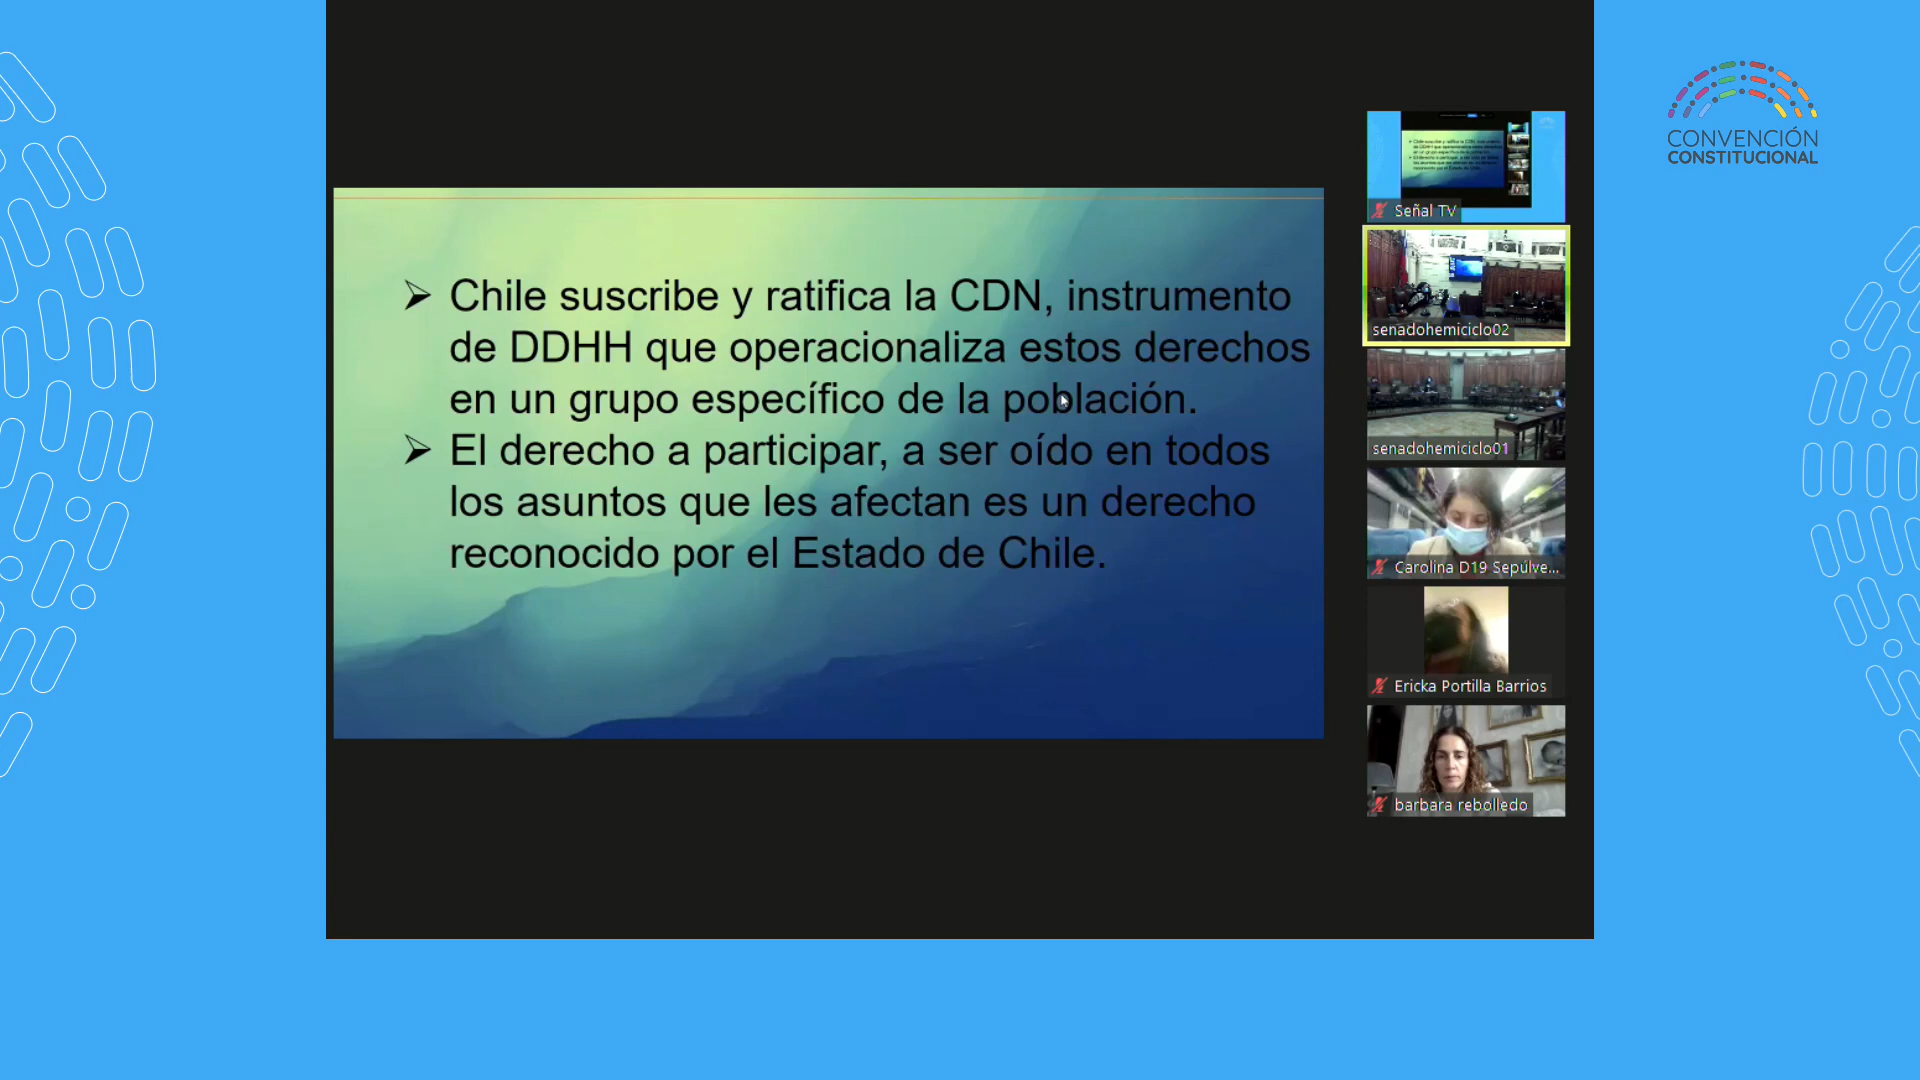 CONVENCIÓN
CONSTITUCIONAL
Chile suscribe y ratifica la CDN, instrumento
de DDHH que operacionaliza estos derechos
en un grupo específico de la población.
El derecho a participar, a ser oído en todos
los asuntos que les afectan es un derecho
reconocido por el Estado de Chile.
Señal TV
senadohemiciclo02
senadohemiciclo01
Carolina D19 Sepúlve...
Ericka Portilla Barrios
barbara rebolledo